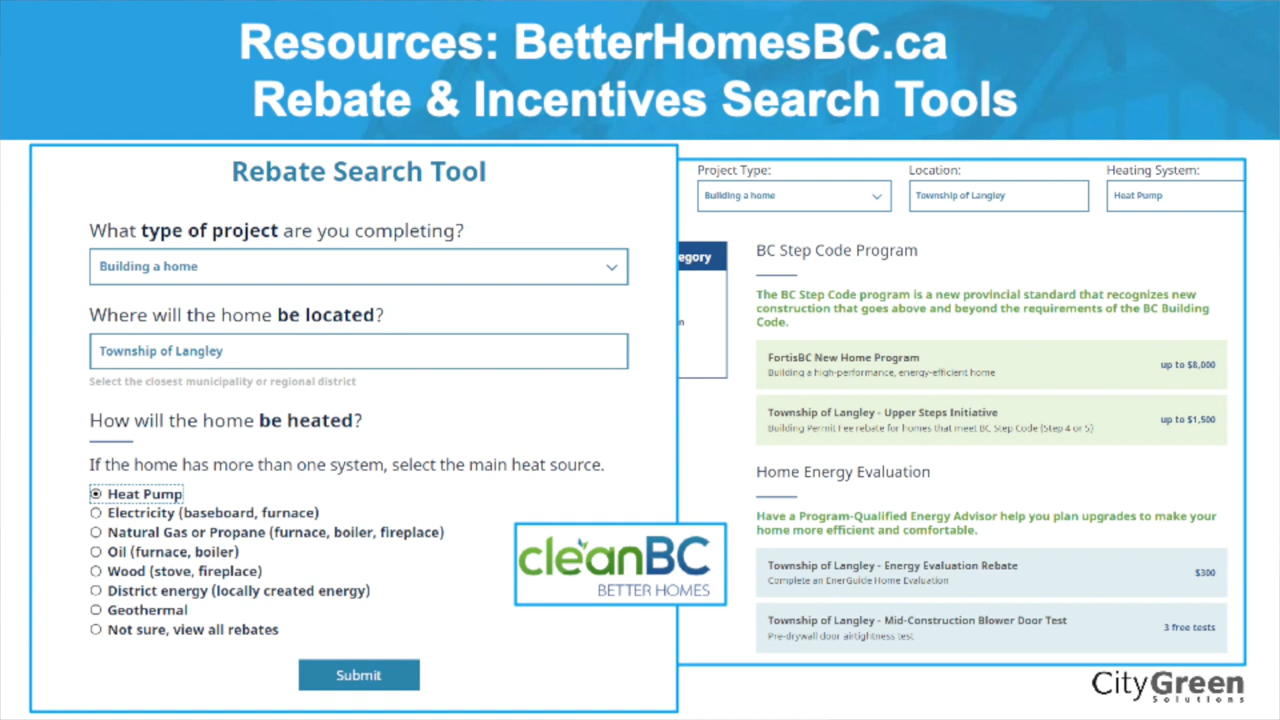 Resources: BetterHomesBC.ca
Rebate & Incentives Search Tools
Rebate Search Tool
What type of project are you completing?
Building a home
Where will the home be located?
Township of Langley
Select the closest municipality or regional district
How will the home be heated?
If the home has more than one system, select the main heat source.
Heat Pump
Electricity (baseboard, furnace)
Natural Gas or Propane (furnace, boiler, fireplace)
Oil (furnace, boiler)
Wood (stove, fireplace)
District energy (locally created energy)
Geothermal
Not sure, view all rebates
Submit
cleanBC
BETTER HOMES
Project Type: Location: Heating System:
Building a home Township of Langley Heat Pump
egory
n
BC Step Code Program
The BC Step Code program is a new provincial standard that recognizes new
construction that goes above and beyond the requirements of the BC Building
Code.
FortisBC New Home Program
Building a high-performance, energy-efficient home
up to $8,000
Township of Langley - Upper Steps Initiative
Building Permit Fee rebate for homes that meet BC Step Code (Step 4 or 5)
up to $1,500
Home Energy Evaluation
Have a Program-Qualified Energy Advisor help you plan upgrades to make your
home more efficient and comfortable.
Township of Langley - Energy Evaluation Rebate
Complete an EnerGuide Home Evaluation
$300
Township of Langley - Mid-Construction Blower Door Test
Pre-drywall door airtightness test
3 free tests
CityGreen
Solutions